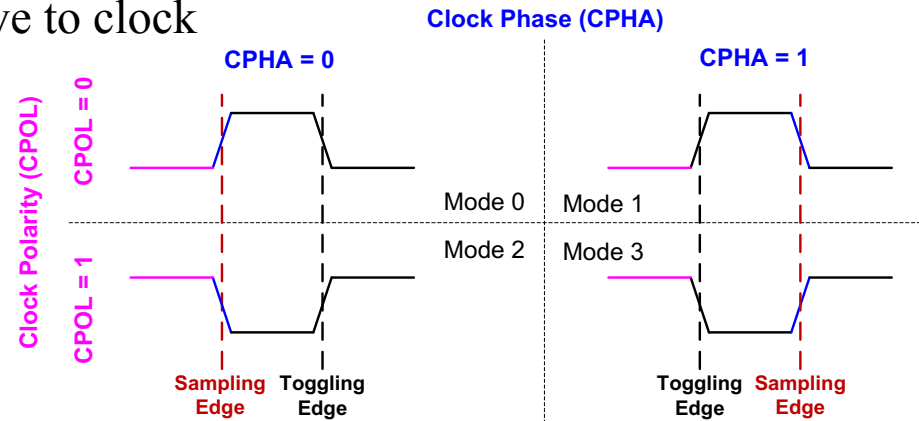 ve to clock
Clock Phase (CPHA)
CPHA = 0
CPHA = 1
Clock Polarity (CPOL)
CPOL = 0
Mode 0
Mode 1
CPOL = 1
Mode 2
Mode 3
Sampling
Edge
Toggling
Edge
Toggling
Edge
Sampling
Edge